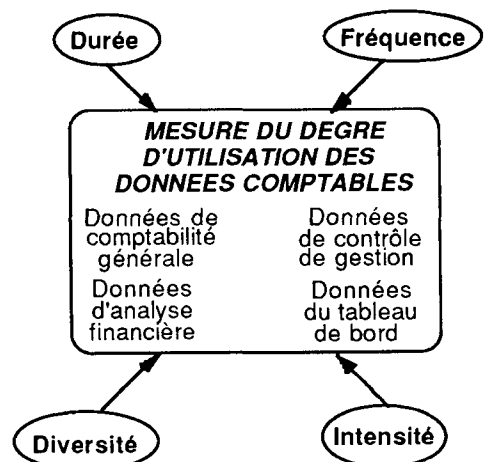 Durée
Fréquence
MESURE DU DEGRE
D'UTILISATION DES
DONNEES COMPTABLES
Données de
comptabilité
générale
Données
de contrôle
de gestion
Données
d'analyse
financière
Données
du tableau
de bord
Diversité
Intensité